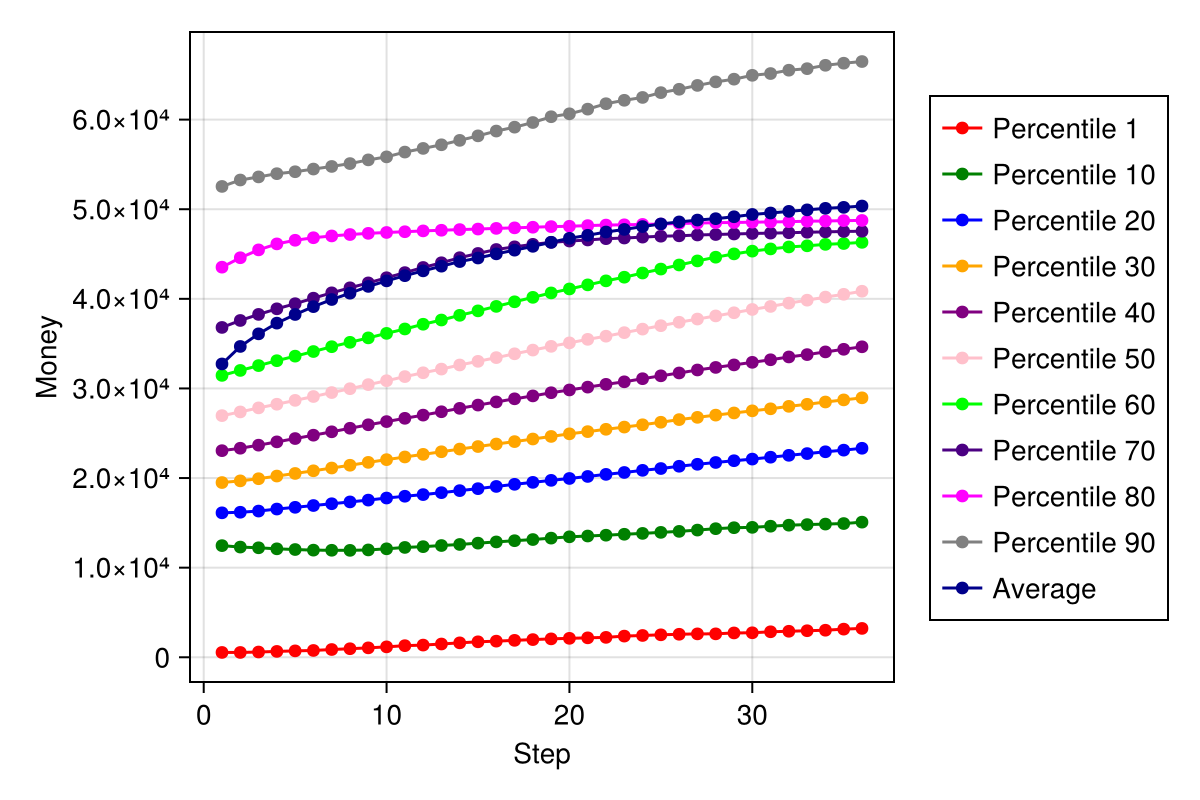 Money
6.0×10⁴
5.0×10⁴
4.0×10⁴
3.0×10⁴
2.0×10⁴
1.0×10⁴
0
0 10 20 30
Step
Percentile 1
Percentile 10
Percentile 20
Percentile 30
Percentile 40
Percentile 50
Percentile 60
Percentile 70
Percentile 80
Percentile 90
Average